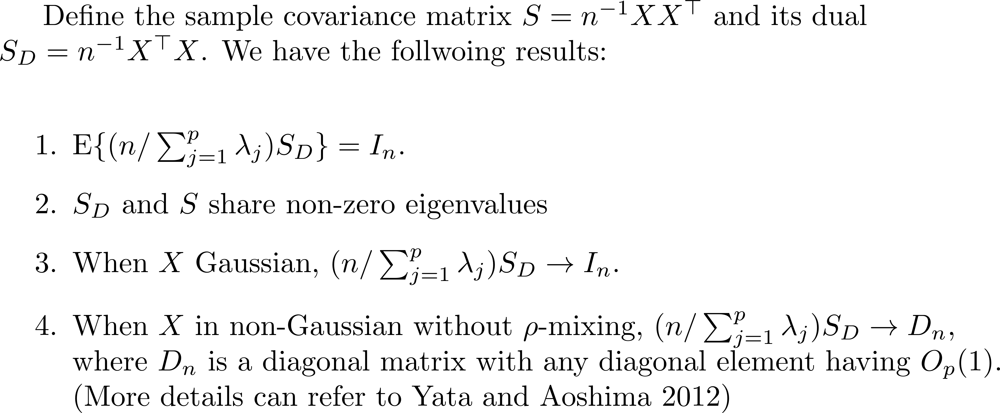 Define the sample covariance matrix $S = n^{-1}XX^\top$ and its dual
$S_D = n^{-1}X^\top X$. We have the follwoing results:
1. $\mathrm{E}\{(n/\sum_{j=1}^p \lambda_j)S_D\} = I_n$.
2. $S_D$ and $S$ share non-zero eigenvalues
3. When $X$ Gaussian, $(n/\sum_{j=1}^p \lambda_j)S_D \to I_n$.
4. When $X$ in non-Gaussian without $\rho$-mixing, $(n/\sum_{j=1}^p \lambda_j)S_D \to D_n$,
where $D_n$ is a diagonal matrix with any diagonal element having $O_p(1)$.
(More details can refer to Yata and Aoshima 2012)